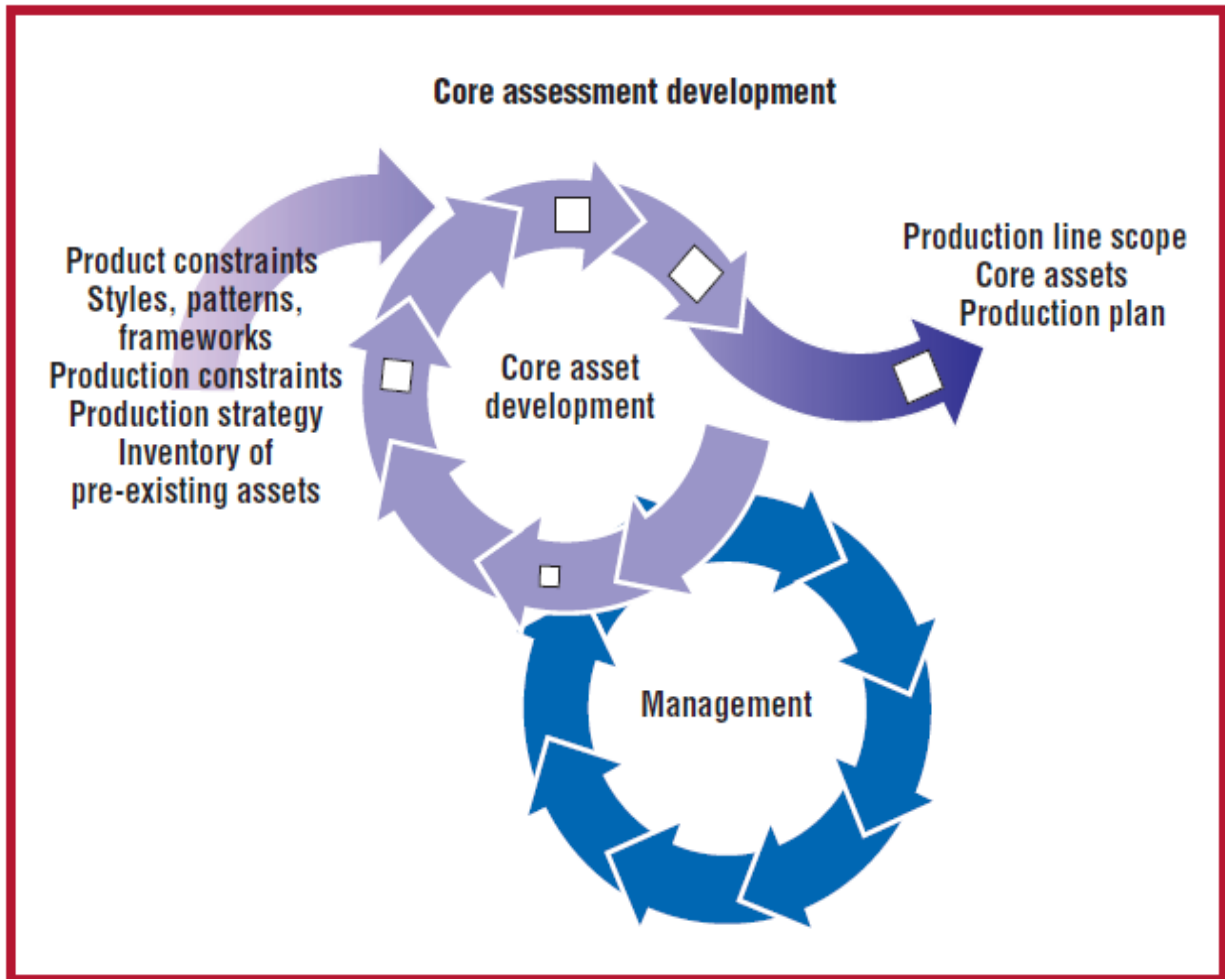 Core assessment development
Product constraints
Styles, patterns,
frameworks
Production constraints
Production strategy
Inventory of
pre-existing assets
Core asset
development
Production line scope
Core assets
Production plan
Management